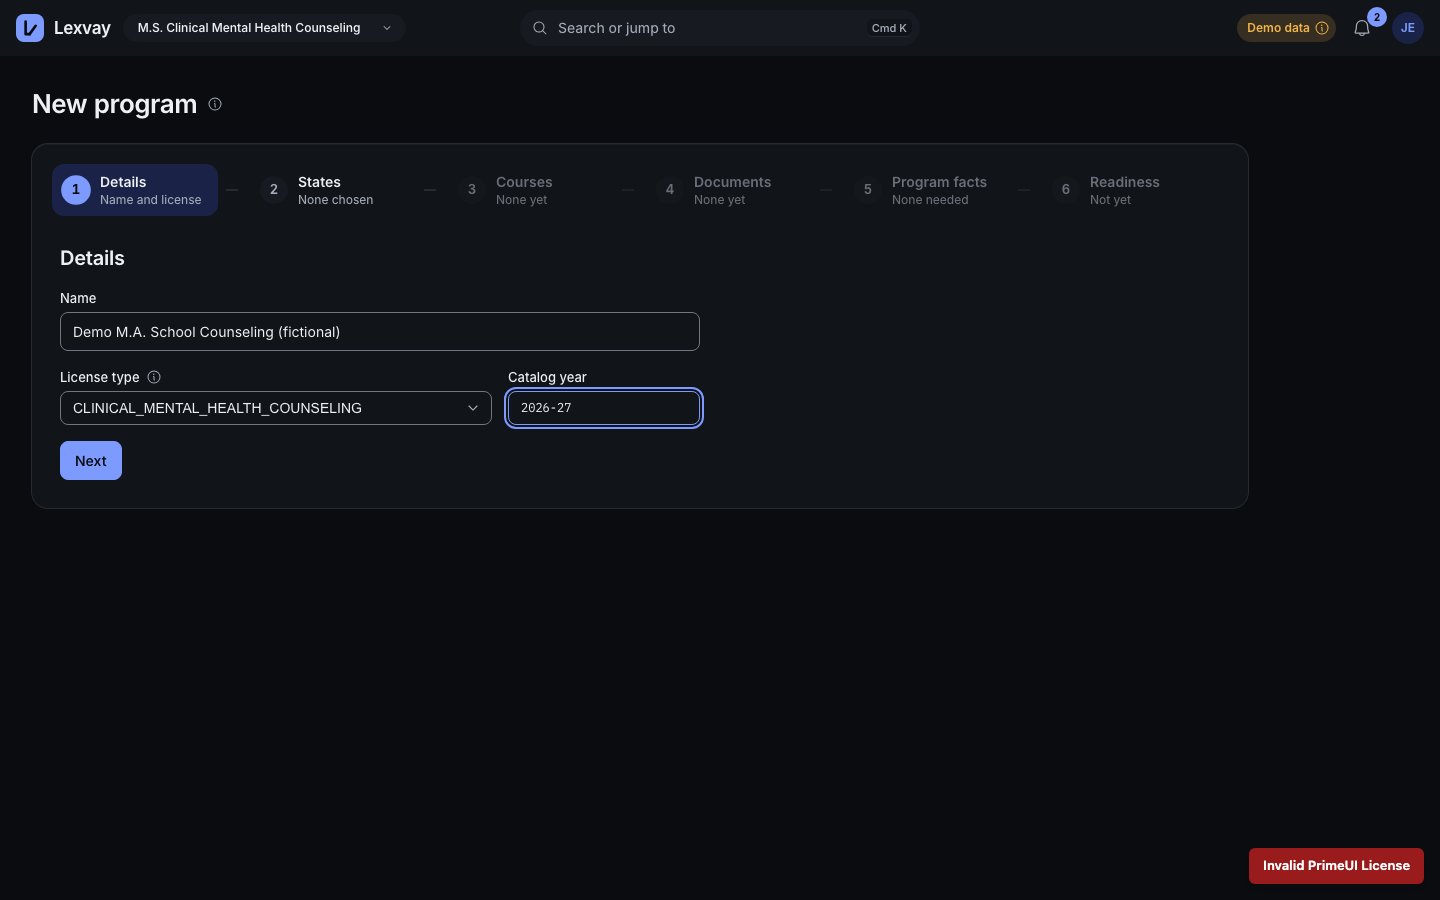 Lexvay
M.S. Clinical Mental Health Counseling
Search or jump to
Cmd K
Demo data
2
JE
New program
1
Details
Name and license
2
States
None chosen
3
Courses
None yet
4
Documents
None yet
5
Program facts
None needed
6
Readiness
Not yet
Details
Name
Demo M.A. School Counseling (fictional)
License type
Catalog year
CLINICAL_MENTAL_HEALTH_COUNSELING
2026-27
Next
Invalid PrimeUI License